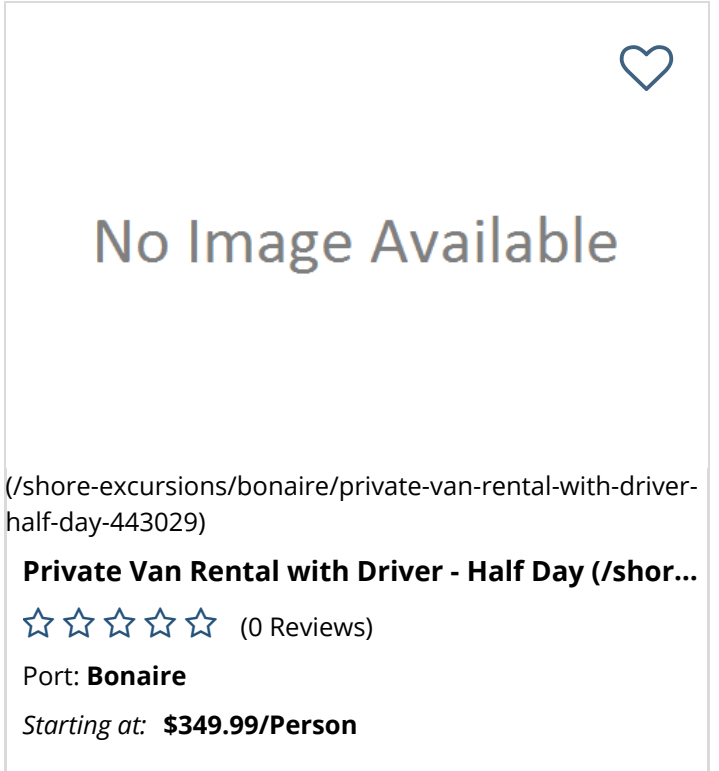 No Image Available
(/shore-excursions/bonaire/private-van-rental-with-driver-
half-day-443029)
Private Van Rental with Driver - Half Day (/shor...
(0 Reviews)
Port: Bonaire
Starting at: $349.99/Person